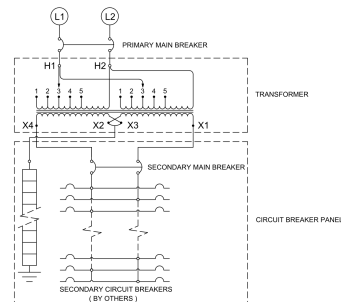 L1 L2
PRIMARY MAIN BREAKER
H1 H2
1 2 3 4 5 1 2 3 4 5
TRANSFORMER
X4 X2 X3 X1
SECONDARY MAIN BREAKER
CIRCUIT BREAKER PANEL
SECONDARY CIRCUIT BREAKERS
( BY OTHERS )